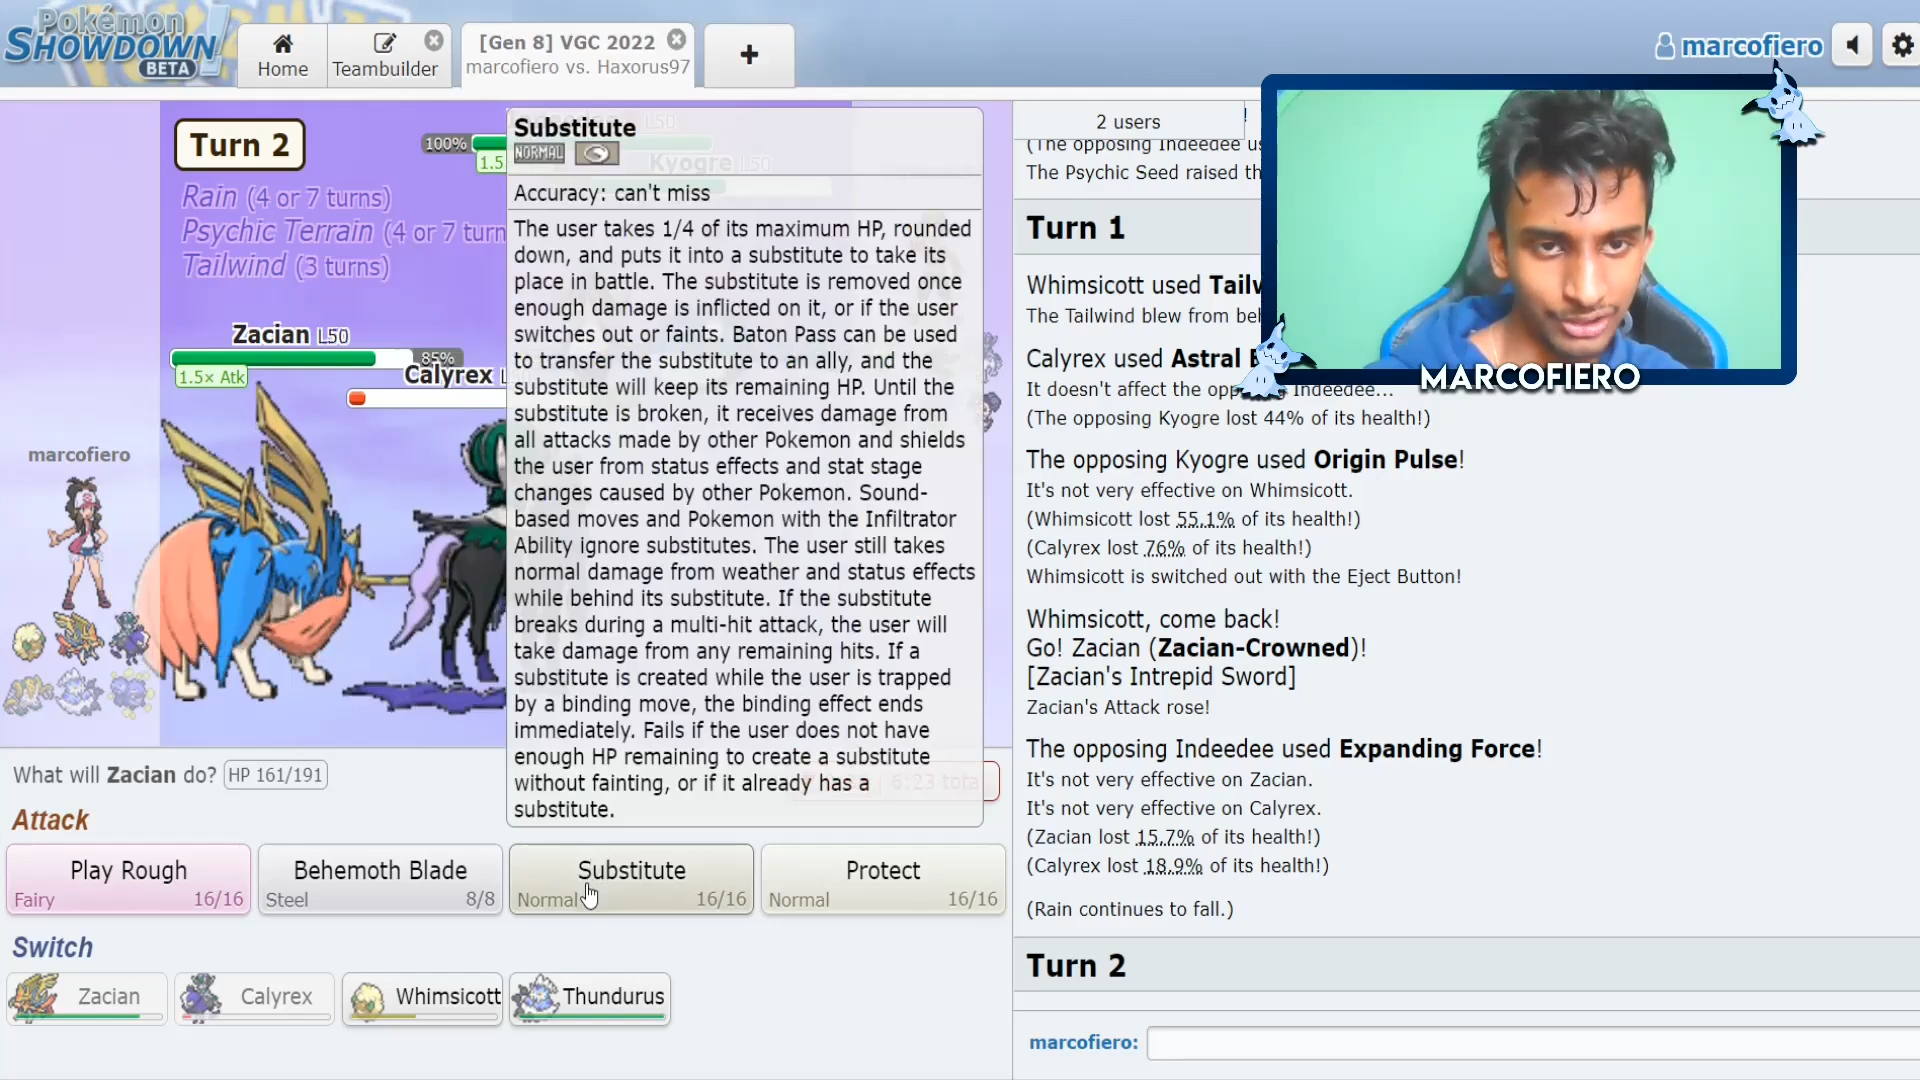 Pokémon
SHOWDOWN!
BETA
Home
Teambuilder
[Gen 8] VGC 2022
marcofiero vs. Haxorus97
+
marcofiero
Turn 2
Rain (4 or 7 turns)
Psychic Terrain (4 or 7 turn
Tailwind (3 turns)
100%
1.5
L50
Kyogre L50
Zacian L50
85%
1.5× Atk
Calyrex
marcofiero
Substitute
NORMAL
Accuracy: can't miss
The user takes 1/4 of its maximum HP, rounded
down, and puts it into a substitute to take its
place in battle. The substitute is removed once
enough damage is inflicted on it, or if the user
switches out or faints. Baton Pass can be used
to transfer the substitute to an ally, and the
substitute will keep its remaining HP. Until the
substitute is broken, it receives damage from
all attacks made by other Pokemon and shields
the user from status effects and stat stage
changes caused by other Pokemon. Sound-
based moves and Pokemon with the Infiltrator
Ability ignore substitutes. The user still takes
normal damage from weather and status effects
while behind its substitute. If the substitute
breaks during a multi-hit attack, the user will
take damage from any remaining hits. If a
substitute is created while the user is trapped
by a binding move, the binding effect ends
immediately. Fails if the user does not have
enough HP remaining to create a substitute
without fainting, or if it already has a
substitute.
What will Zacian do? HP 161/191
6:23 total
Attack
Play Rough
Fairy 16/16
Behemoth Blade
Steel 8/8
Substitute
Normal 16/16
Protect
Normal 16/16
Switch
Zacian
Calyrex
Whimsicott
Thundurus
2 users
(The opposing Indeedee us
The Psychic Seed raised th
Turn 1
Whimsicott used Tailw
The Tailwind blew from beh
Calyrex used Astral B
It doesn't affect the opp Indeedee...
(The opposing Kyogre lost 44% of its health!)
The opposing Kyogre used Origin Pulse!
It's not very effective on Whimsicott.
(Whimsicott lost 55.1% of its health!)
(Calyrex lost 76% of its health!)
Whimsicott is switched out with the Eject Button!
Whimsicott, come back!
Go! Zacian (Zacian-Crowned)!
[Zacian's Intrepid Sword]
Zacian's Attack rose!
The opposing Indeedee used Expanding Force!
It's not very effective on Zacian.
It's not very effective on Calyrex.
(Zacian lost 15.7% of its health!)
(Calyrex lost 18.9% of its health!)
(Rain continues to fall.)
Turn 2
marcofiero:
MARCOFIERO